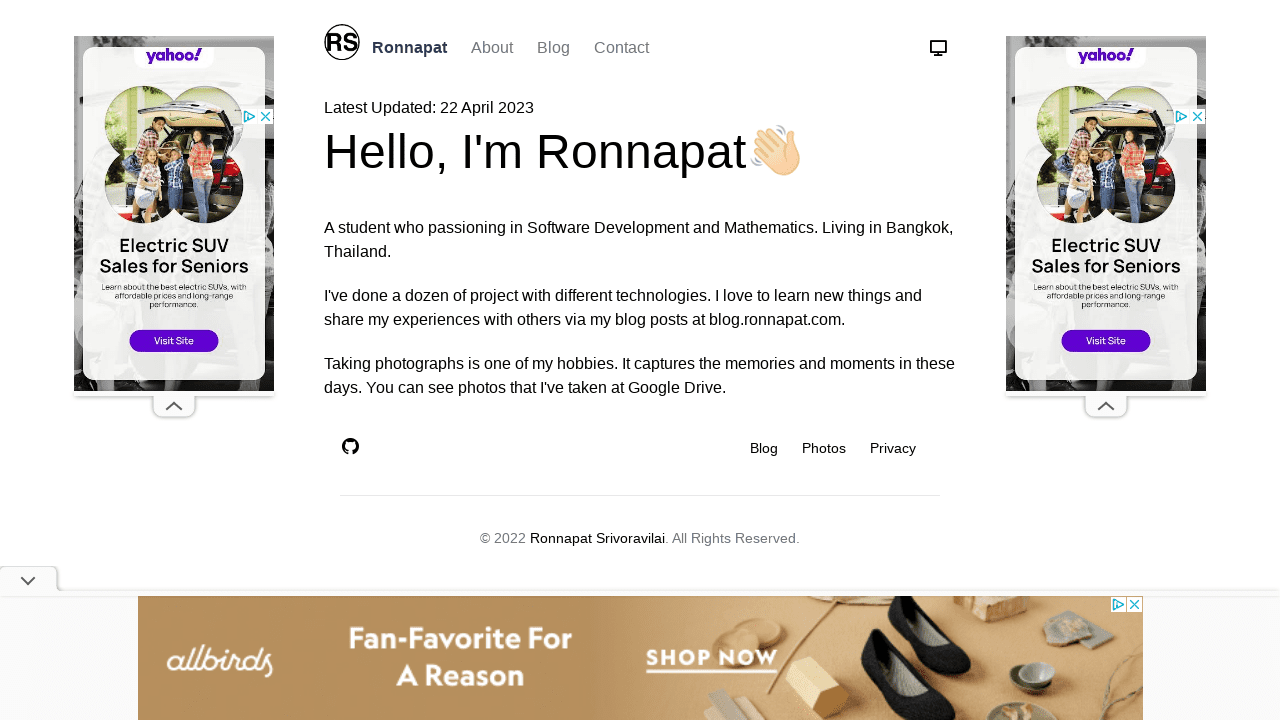 RS
Ronnapat
About
Blog
Contact
Latest Updated: 22 April 2023
Hello, I'm Ronnapat👋🏼
A student who passioning in Software Development and Mathematics. Living in Bangkok,
Thailand.
I've done a dozen of project with different technologies. I love to learn new things and
share my experiences with others via my blog posts at blog.ronnapat.com.
Taking photographs is one of my hobbies. It captures the memories and moments in these
days. You can see photos that I've taken at Google Drive.
Blog
Photos
Privacy
© 2022 Ronnapat Srivoravilai. All Rights Reserved.
yahoo!
Electric SUV
Sales for Seniors
Learn about the best electric SUVs, with
affordable prices and long-range
performance.
Visit Site
yahoo!
Electric SUV
Sales for Seniors
Learn about the best electric SUVs, with
affordable prices and long-range
performance.
Visit Site
allbirds
Fan-Favorite For
A Reason
SHOP NOW